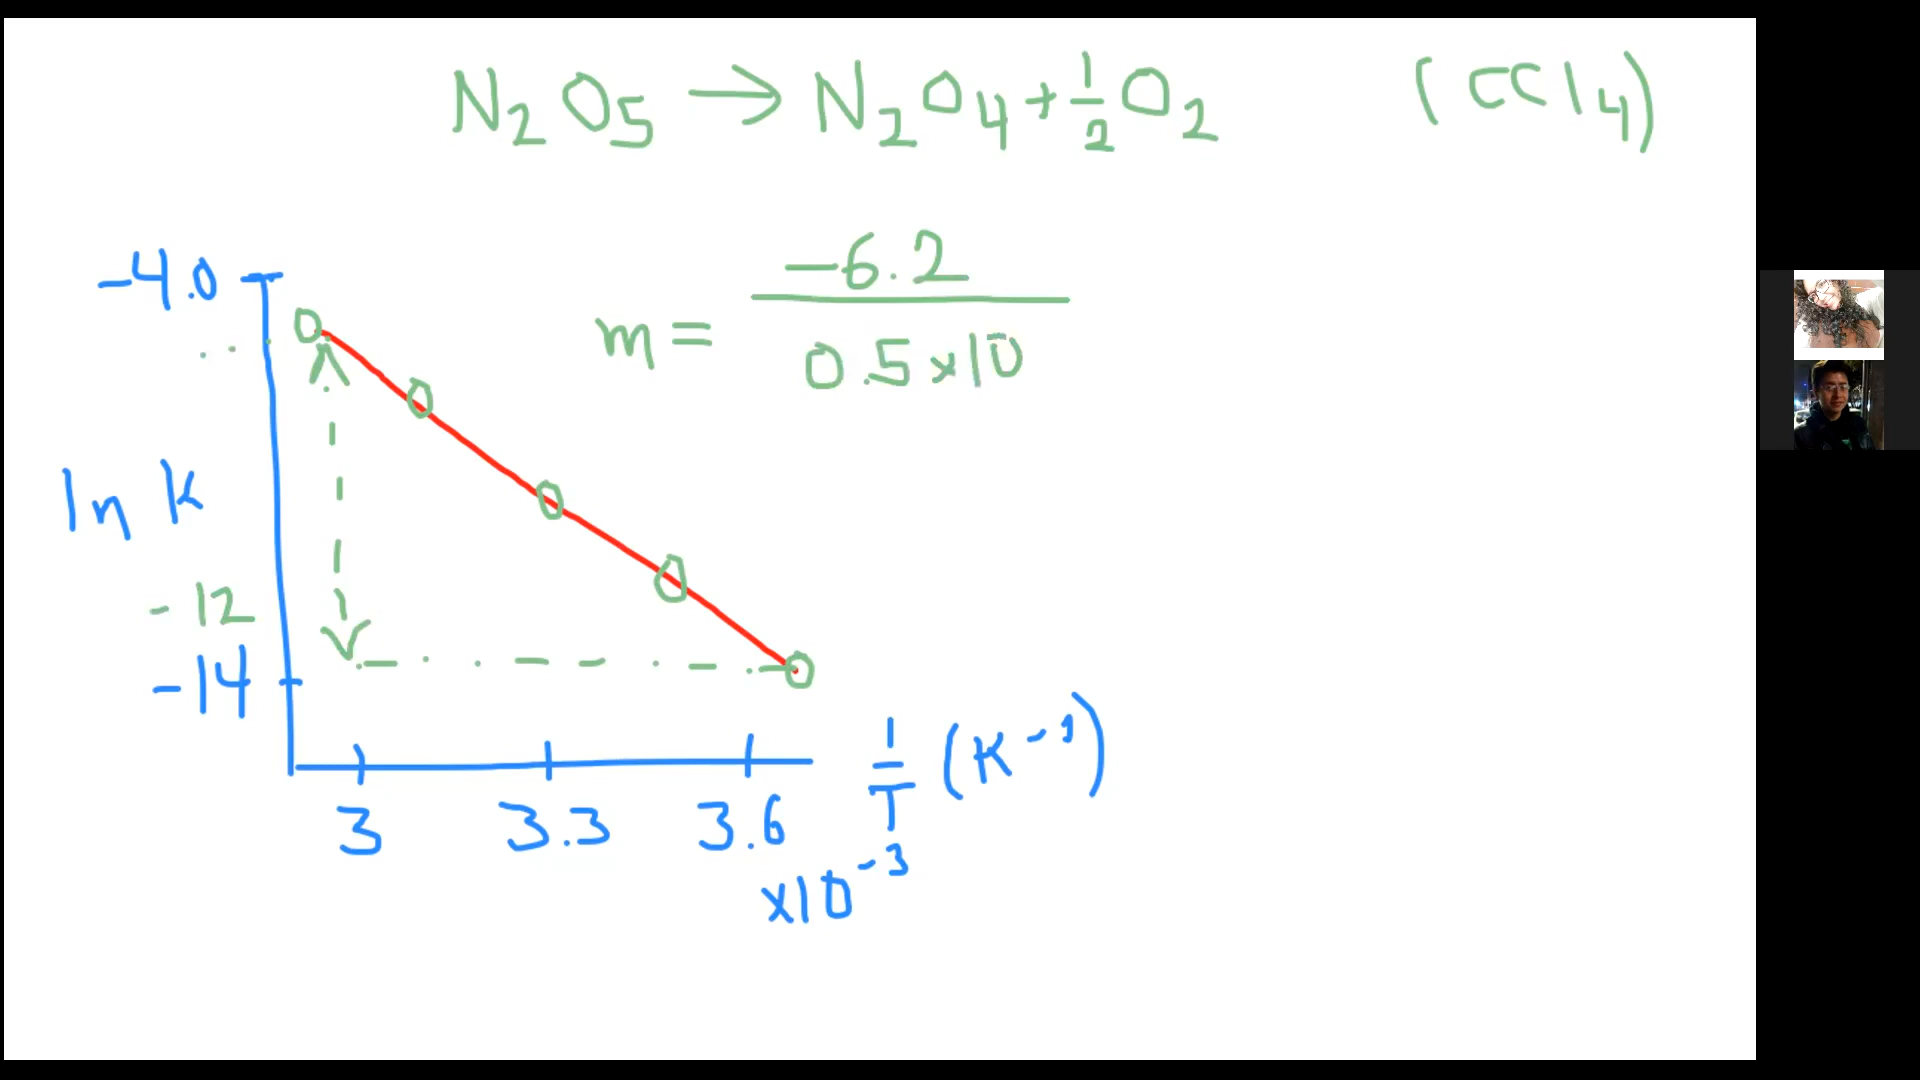 N₂O₅ → N₂O₄ + ½ O₂ (CCl₄)
-4.0
m = -6.2 / 0.5×10
ln k
-12
-14
1/T (K⁻¹)
3 3.3 3.6
×10⁻³